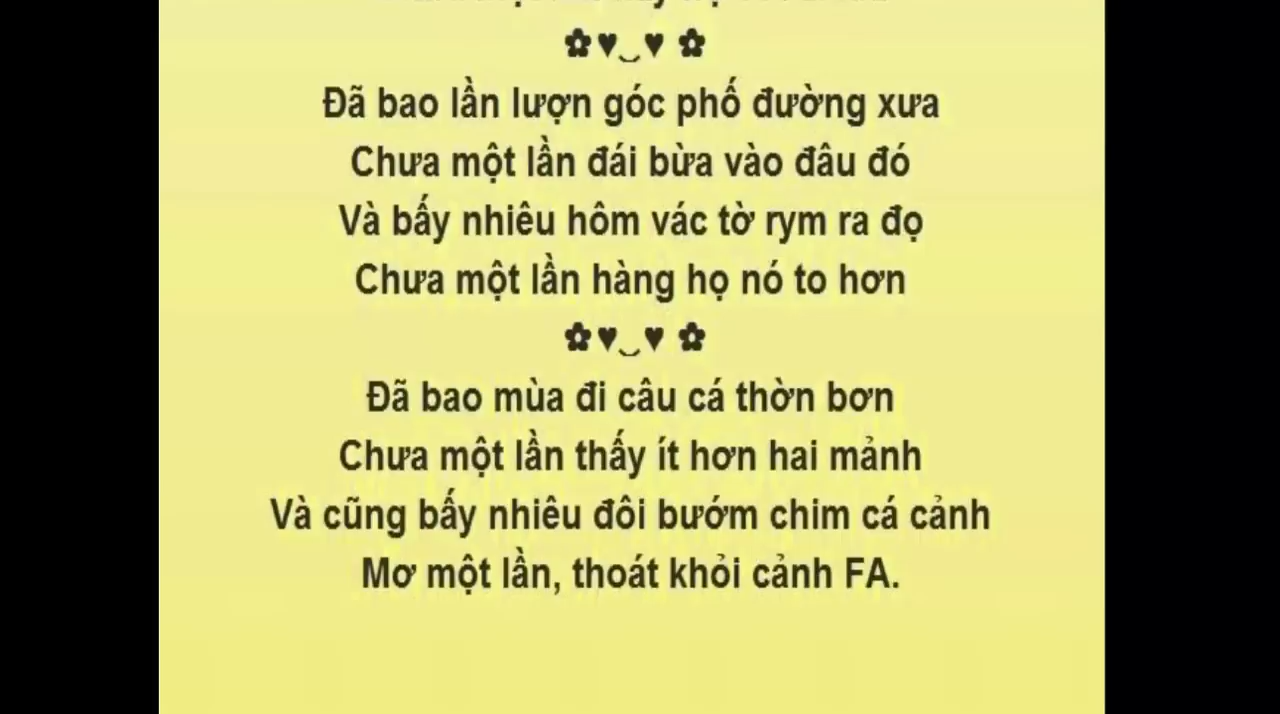 ✿♥‿♥ ✿
Đã bao lần lượn góc phố đường xưa
Chưa một lần đái bừa vào đâu đó
Và bấy nhiêu hôm vác tờ rym ra đọ
Chưa một lần hàng họ nó to hơn
✿♥‿♥ ✿
Đã bao mùa đi câu cá thờn bơn
Chưa một lần thấy ít hơn hai mảnh
Và cũng bấy nhiêu đôi bướm chim cá cảnh
Mơ một lần, thoát khỏi cảnh FA.